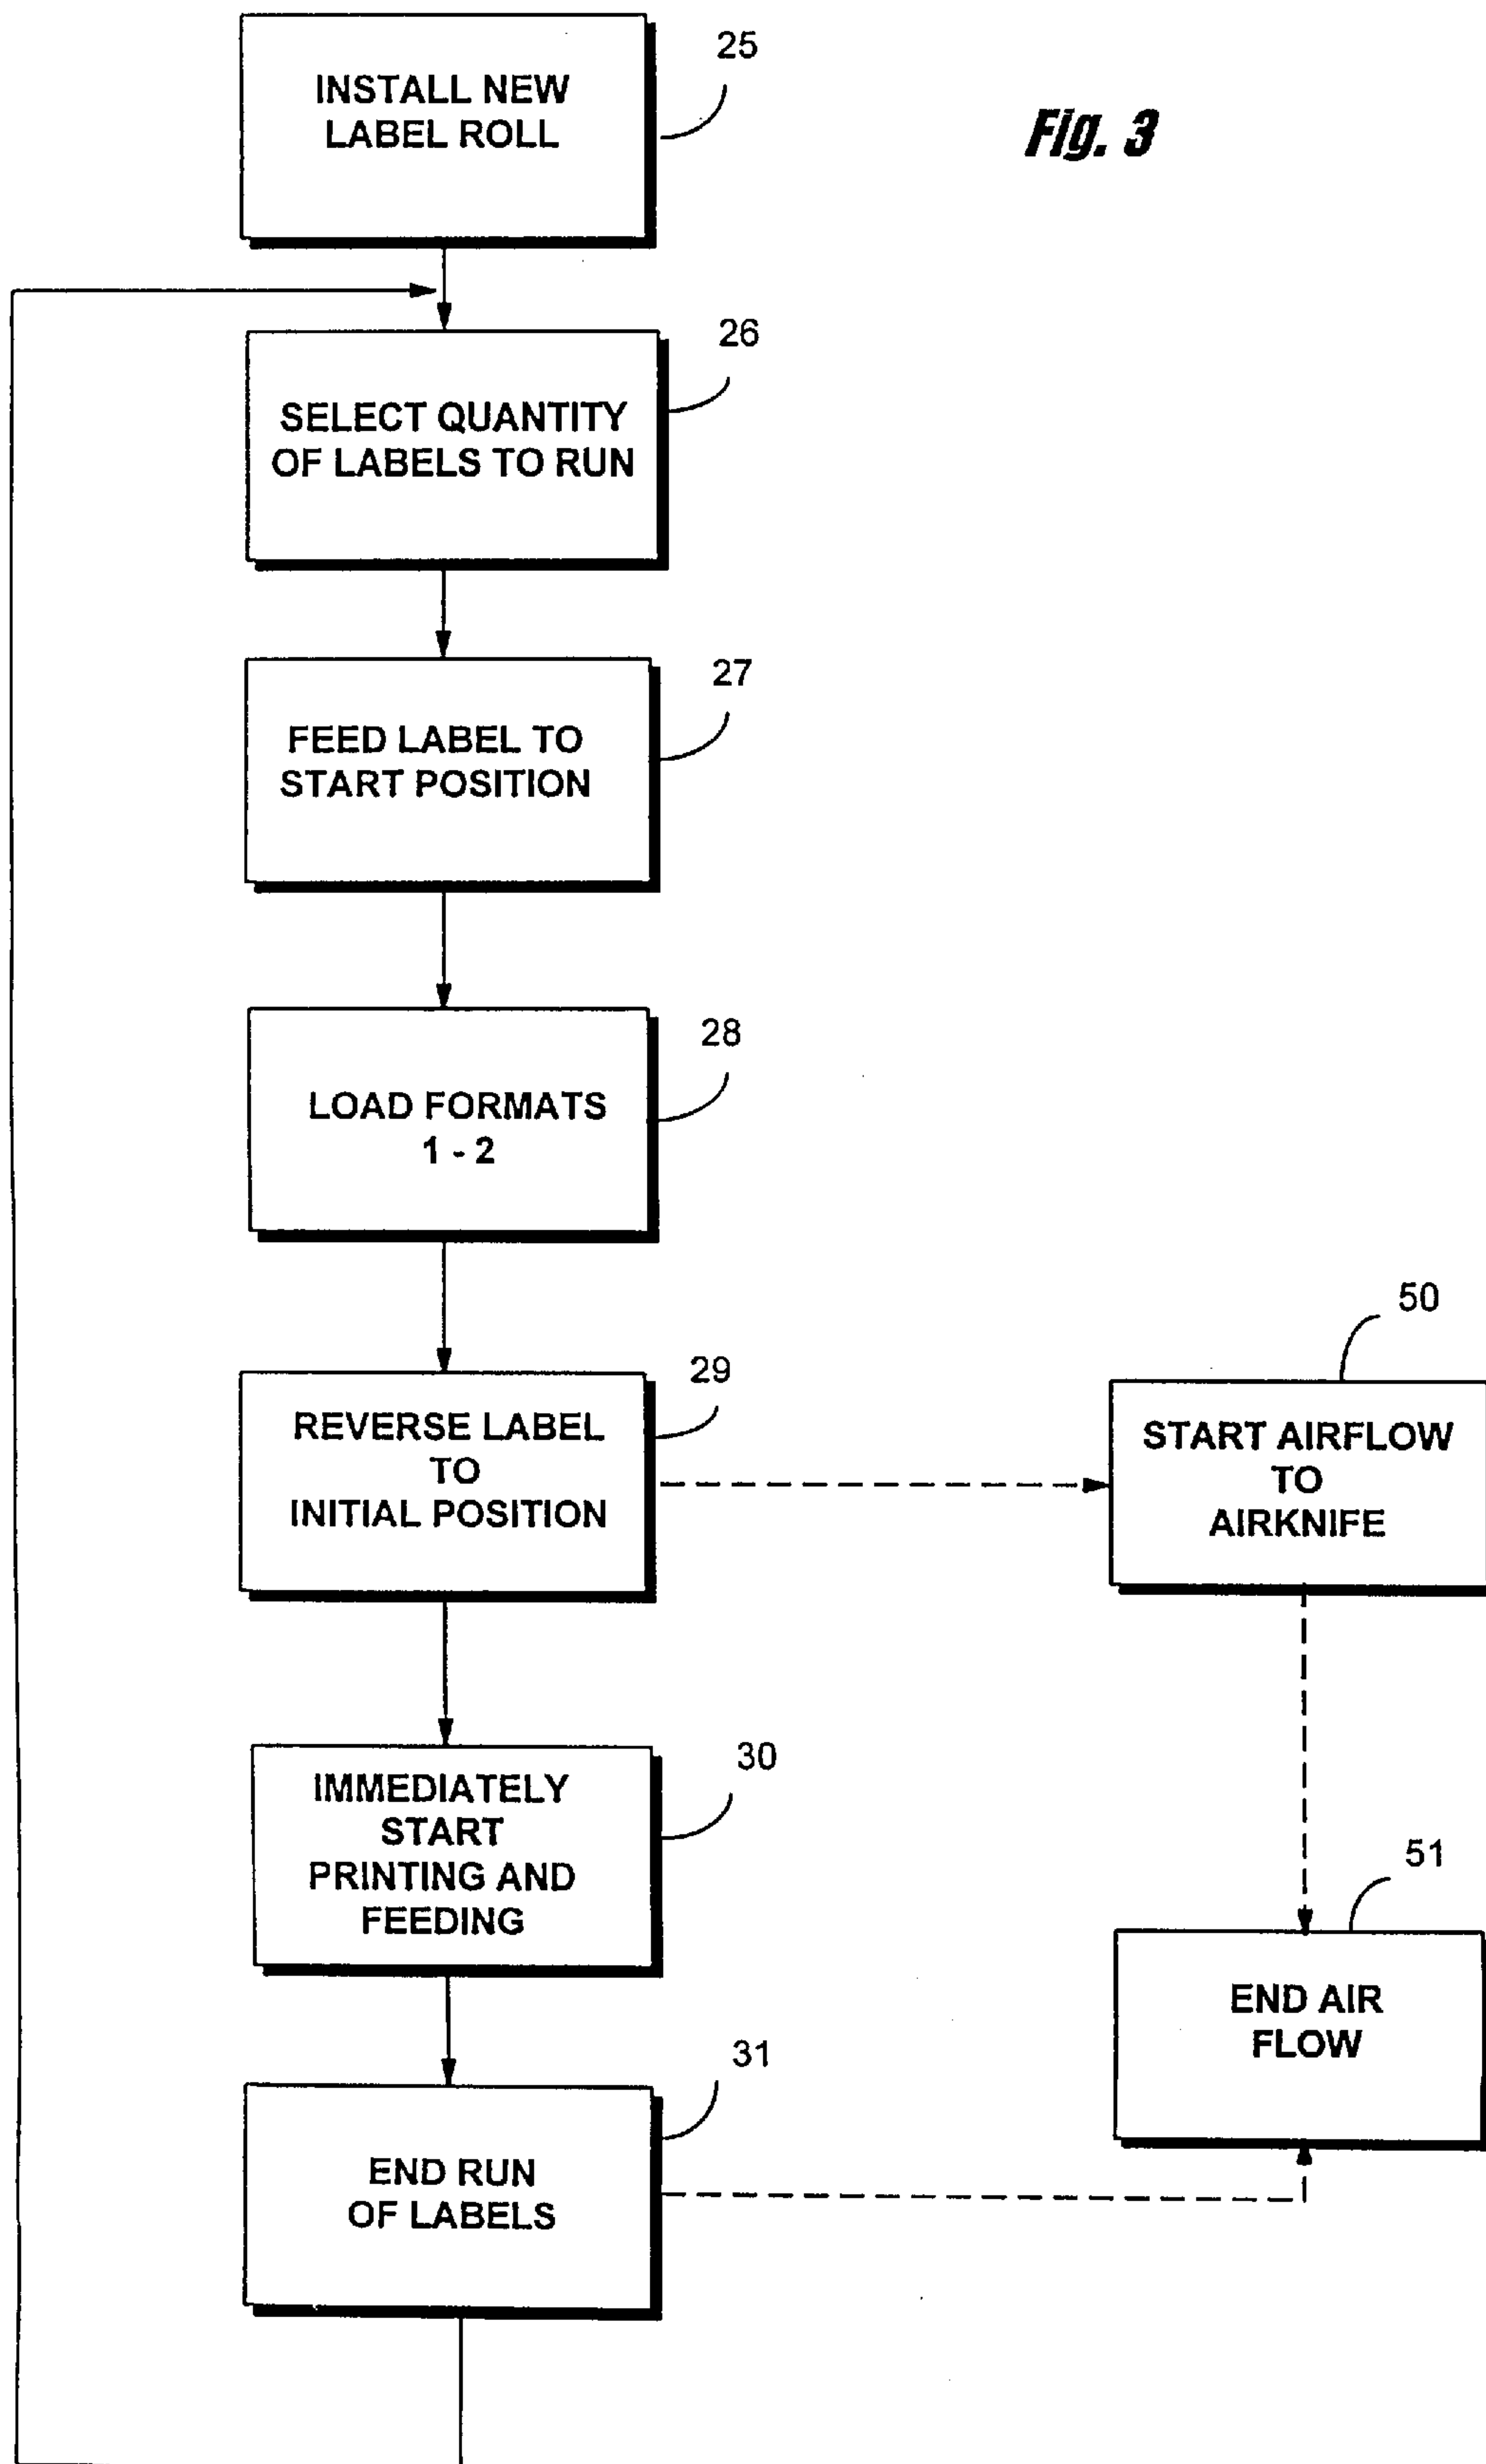 25
INSTALL NEW
LABEL ROLL
Fig. 3
26
SELECT QUANTITY
OF LABELS TO RUN
27
FEED LABEL TO
START POSITION
28
LOAD FORMATS
1 - 2
29
REVERSE LABEL
TO
INITIAL POSITION
50
START AIRFLOW
TO
AIRKNIFE
30
IMMEDIATELY
START
PRINTING AND
FEEDING
51
END AIR
FLOW
31
END RUN
OF LABELS